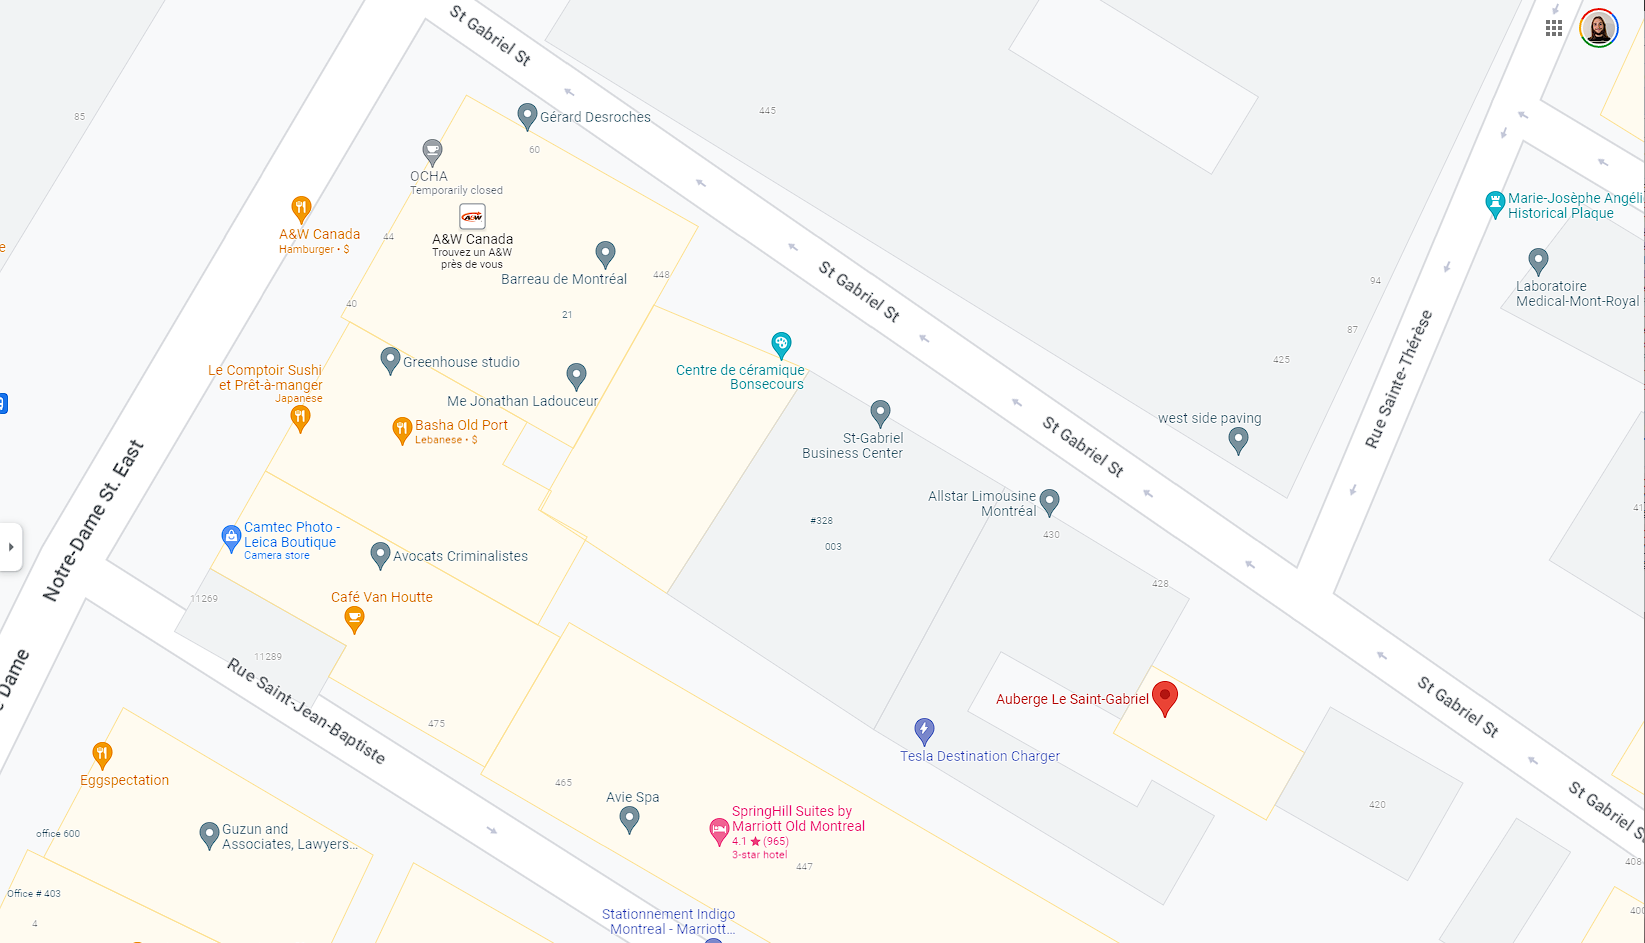 St Gabriel St
Gérard Desroches
60
445
85
OCHA
Temporarily closed
A&W Canada
Hamburger • $
44
A&W
A&W Canada
Trouvez un A&W
près de vous
Barreau de Montréal
448
40
21
St Gabriel St
94
87
425
Rue Sainte-Thérèse
Marie-Josèphe Angéli
Historical Plaque
Laboratoire
Medical-Mont-Royal
e
Greenhouse studio
Le Comptoir Sushi
et Prêt-à-manger
Japanese
Me Jonathan Ladouceur
Basha Old Port
Lebanese • $
Centre de céramique
Bonsecours
St-Gabriel
Business Center
St Gabriel St
west side paving
Allstar Limousine
Montréal
430
#328
003
428
41
Notre-Dame St. East
Camtec Photo -
Leica Boutique
Camera store
Avocats Criminalistes
Café Van Houtte
11269
11289
Rue Saint-Jean-Baptiste
Dame
475
Auberge Le Saint-Gabriel
Tesla Destination Charger
St Gabriel St
St Gabriel S
420
408
400
Eggspectation
office 600
Guzun and
Associates, Lawyers...
Office # 403
4
465
Avie Spa
SpringHill Suites by
Marriott Old Montreal
4.1 ★ (965)
3-star hotel
447
Stationnement Indigo
Montreal - Marriott...